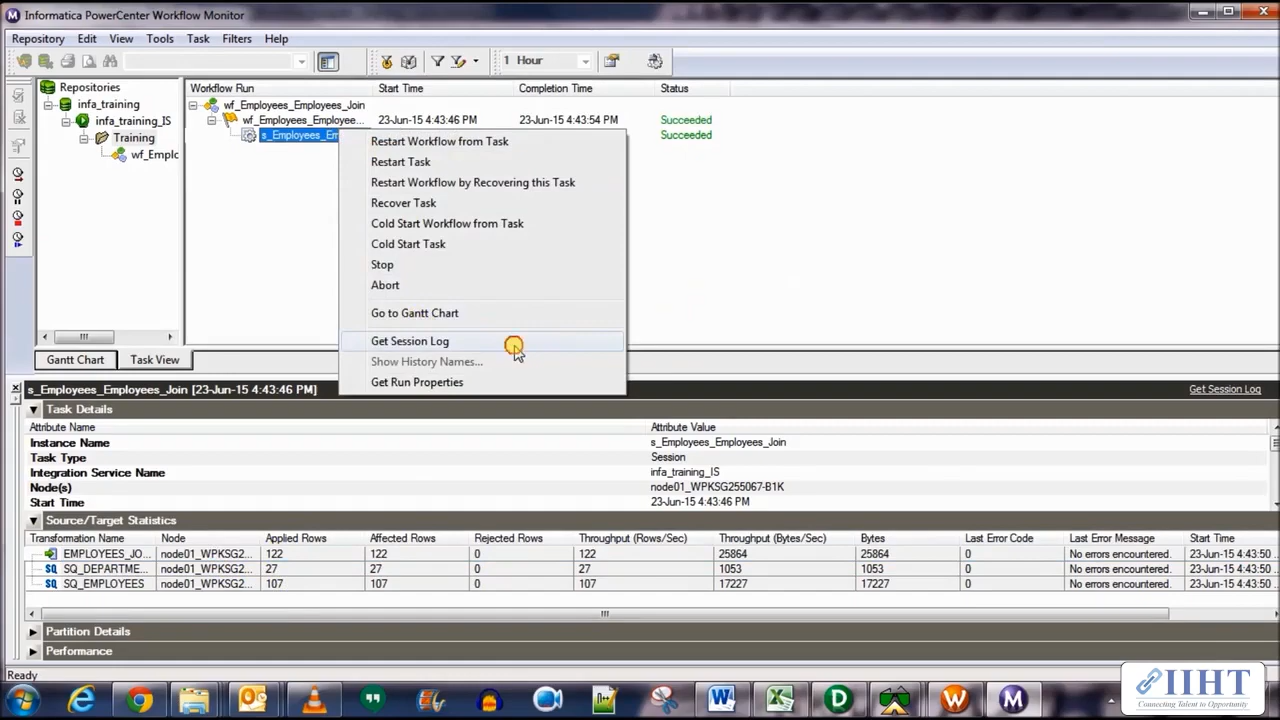 Informatica PowerCenter Workflow Monitor
Repository Edit View Tools Task Filters Help
1 Hour
Repositories
infa_training
infa_training_IS
Training
wf_Emplc
Workflow Run Start Time Completion Time Status
wf_Employees_Employees_Join
wf_Employees_Employee... 23-Jun-15 4:43:46 PM 23-Jun-15 4:43:54 PM Succeeded
s_Employees_Em Succeeded
Restart Workflow from Task
Restart Task
Restart Workflow by Recovering this Task
Recover Task
Cold Start Workflow from Task
Cold Start Task
Stop
Abort
Go to Gantt Chart
Get Session Log
Show History Names...
Get Run Properties
Gantt Chart Task View
s_Employees_Employees_Join [23-Jun-15 4:43:46 PM] Get Session Log
Task Details
Attribute Name Attribute Value
Instance Name s_Employees_Employees_Join
Task Type Session
Integration Service Name infa_training_IS
Node(s) node01_WPKSG255067-B1K
Start Time 23-Jun-15 4:43:46 PM
Source/Target Statistics
Transformation Name Node Applied Rows Affected Rows Rejected Rows Throughput (Rows/Sec) Throughput (Bytes/Sec) Bytes Last Error Code Last Error Message Start Time
EMPLOYEES_JO... node01_WPKSG2... 122 122 0 122 25864 25864 0 No errors encountered. 23-Jun-15 4:43:50
SQ_DEPARTME... node01_WPKSG2... 27 27 0 27 1053 1053 0 No errors encountered. 23-Jun-15 4:43:50
SQ_EMPLOYEES node01_WPKSG2... 107 107 0 107 17227 17227 0 No errors encountered. 23-Jun-15 4:43:50
Partition Details
Performance
Ready
IIHT
Connecting Talent to Opportunity